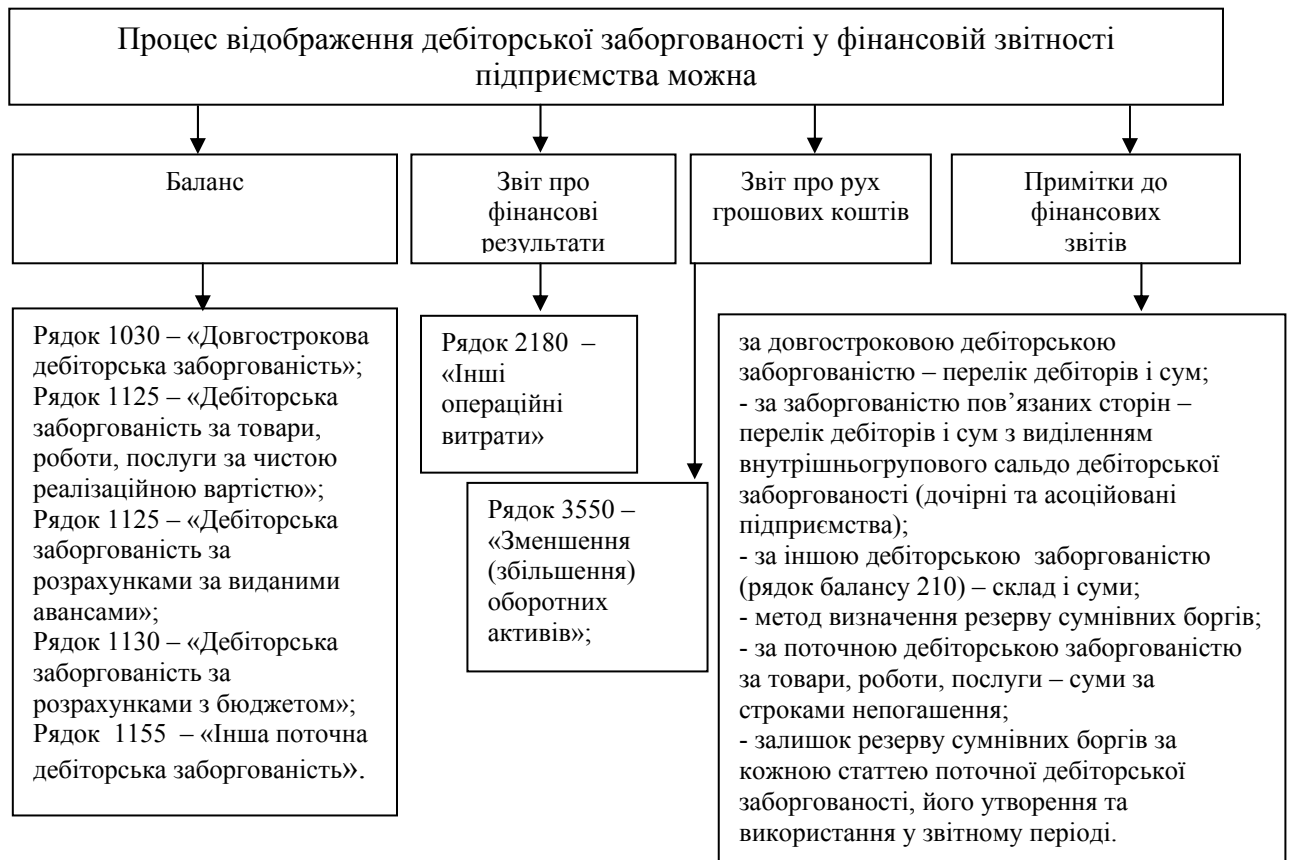 Процес відображення дебіторської заборгованості у фінансовій звітності
підприємства можна
Баланс
Звіт про
фінансові
результати
Звіт про рух
грошових коштів
Примітки до
фінансових
звітів
Рядок 1030 – «Довгострокова
дебіторська заборгованість»;
Рядок 1125 – «Дебіторська
заборгованість за товари,
роботи, послуги за чистою
реалізаційною вартістю»;
Рядок 1125 – «Дебіторська
заборгованість за
розрахунками за виданими
авансами»;
Рядок 1130 – «Дебіторська
заборгованість за
розрахунками з бюджетом»;
Рядок 1155 – «Інша поточна
дебіторська заборгованість».
Рядок 2180 –
«Інші
операційні
витрати»
Рядок 3550 –
«Зменшення
(збільшення)
оборотних
активів»;
за довгостроковою дебіторською
заборгованістю – перелік дебіторів і сум;
- за заборгованістю пов’язаних сторін –
перелік дебіторів і сум з виділенням
внутрішньогрупового сальдо дебіторської
заборгованості (дочірні та асоційовані
підприємства);
- за іншою дебіторською заборгованістю
(рядок балансу 210) – склад і суми;
- метод визначення резерву сумнівних боргів;
- за поточною дебіторською заборгованістю
за товари, роботи, послуги – суми за
строками непогашення;
- залишок резерву сумнівних боргів за
кожною статтею поточної дебіторської
заборгованості, його утворення та
використання у звітному періоді.